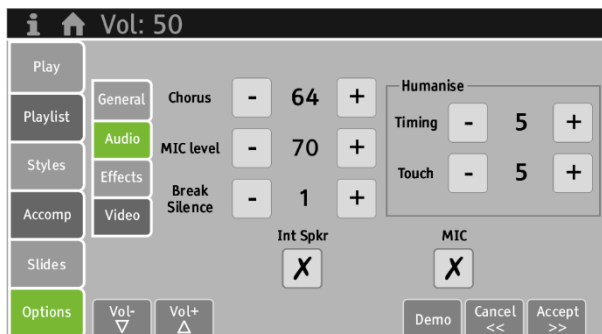 i Vol: 50
Play
Playlist
Styles
Accomp
Slides
Options
General
Audio
Effects
Video
Chorus - 64 +
MIC level - 70 +
Break
Silence - 1 +
Humanise
Timing - 5 +
Touch - 5 +
Int Spkr
✗
MIC
✗
Vol-
▽
Vol+
△
Demo
Cancel
<<
Accept
>>